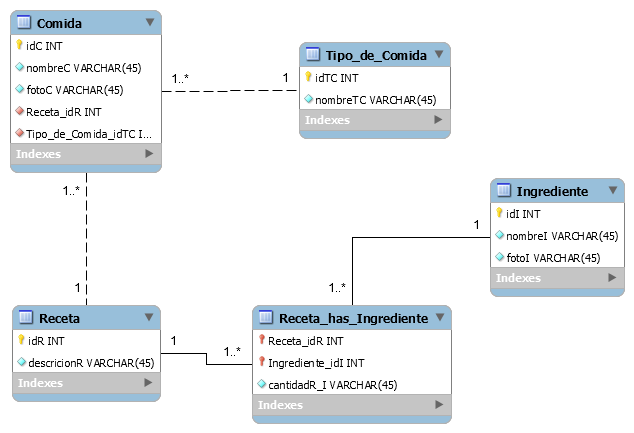 Comida
idC INT
nombreC VARCHAR(45)
fotoC VARCHAR(45)
Receta_idR INT
Tipo_de_Comida_idTC I...
Indexes
1..*
1
Tipo_de_Comida
idTC INT
nombreTC VARCHAR(45)
Indexes
1..*
1
Ingrediente
idI INT
nombreI VARCHAR(45)
fotoI VARCHAR(45)
Indexes
1
1..*
Receta
idR INT
descricionR VARCHAR(45)
Indexes
1
1..*
Receta_has_Ingrediente
Receta_idR INT
Ingrediente_idI INT
cantidadR_I VARCHAR(45)
Indexes